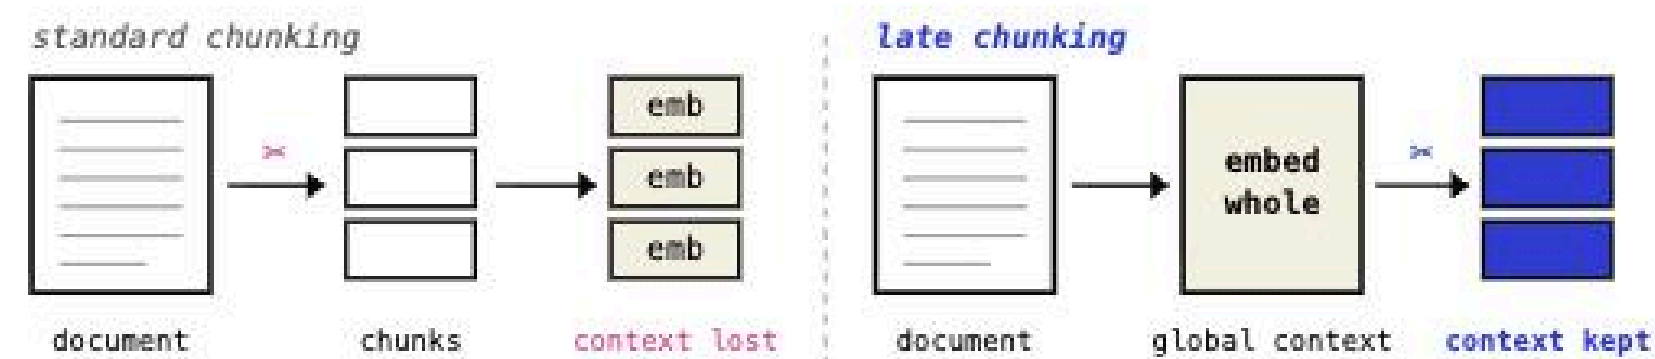 standard chunking
emb
emb
emb
document
chunks
context lost
late chunking
embed
whole
document
global context
context kept